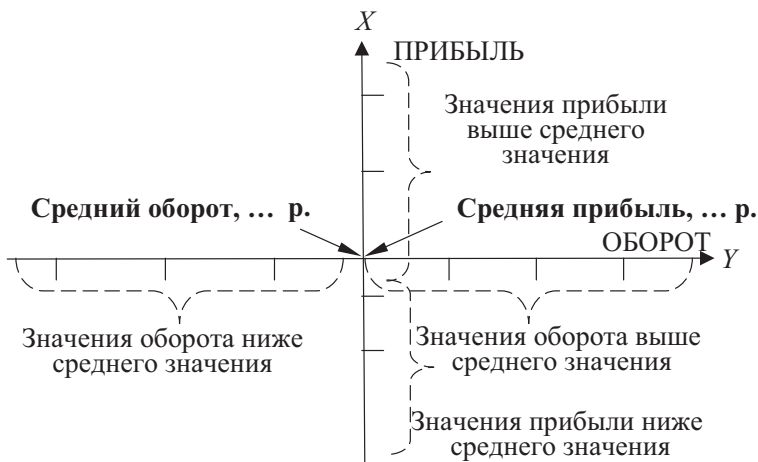 X
ПРИБЫЛЬ
Значения прибыли
выше среднего
значения
Средний оборот, … р.
Средняя прибыль, … р.
ОБОРОТ
Y
Значения оборота ниже
среднего значения
Значения оборота выше
среднего значения
Значения прибыли ниже
среднего значения